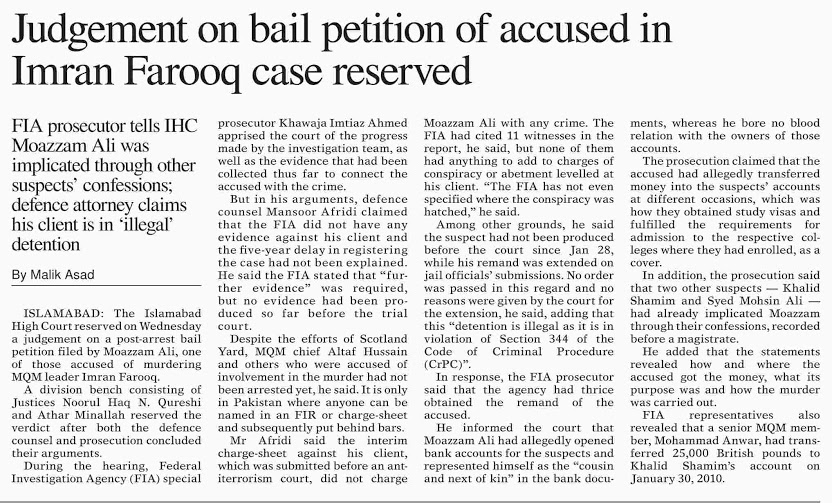 Judgement on bail petition of accused in
Imran Farooq case reserved
FIA prosecutor tells IHC
Moazzam Ali was
implicated through other
suspects' confessions;
defence attorney claims
his client is in 'illegal'
detention
By Malik Asad
ISLAMABAD: The Islamabad
High Court reserved on Wednesday
a judgement on a post-arrest bail
petition filed by Moazzam Ali, one
of those accused of murdering
MQM leader Imran Farooq.
A division bench consisting of
Justices Noorul Haq N. Qureshi
and Athar Minallah reserved the
verdict after both the defence
counsel and prosecution concluded
their arguments.
During the hearing, Federal
Investigation Agency (FIA) special
prosecutor Khawaja Imtiaz Ahmed
apprised the court of the progress
made by the investigation team, as
well as the evidence that had been
collected thus far to connect the
accused with the crime.
But in his arguments, defence
counsel Mansoor Afridi claimed
that the FIA did not have any
evidence against his client and
the five-year delay in registering
the case had not been explained.
He said the FIA stated that "fur-
ther evidence" was required,
but no evidence had been pro-
duced so far before the trial
court.
Despite the efforts of Scotland
Yard, MQM chief Altaf Hussain
and others who were accused of
involvement in the murder had not
been arrested yet, he said. It is only
in Pakistan where anyone can be
named in an FIR or charge-sheet
and subsequently put behind bars.
Mr Afridi said the interim
charge-sheet against his client,
which was submitted before an ant-
iterrorism court, did not charge
Moazzam Ali with any crime. The
FIA had cited 11 witnesses in the
report, he said, but none of them
had anything to add to charges of
conspiracy or abetment levelled at
his client. "The FIA has not even
specified where the conspiracy was
hatched," he said.
Among other grounds, he said
the suspect had not been produced
before the court since Jan 28,
while his remand was extended on
jail officials' submissions. No order
was passed in this regard and no
reasons were given by the court for
the extension, he said, adding that
this "detention is illegal as it is in
violation of Section 344 of the
Code of Criminal Procedure
(CrPC)".
In response, the FIA prosecutor
said that the agency had thrice
obtained the remand of the
accused.
He informed the court that
Moazzam Ali had allegedly opened
bank accounts for the suspects and
represented himself as the "cousin
and next of kin" in the bank docu-
ments, whereas he bore no blood
relation with the owners of those
accounts.
The prosecution claimed that the
accused had allegedly transferred
money into the suspects' accounts
at different occasions, which was
how they obtained study visas and
fulfilled the requirements for
admission to the respective col-
leges where they had enrolled, as a
cover.
In addition, the prosecution said
that two other suspects — Khalid
Shamim and Syed Mohsin Ali —
had already implicated Moazzam
through their confessions, recorded
before a magistrate.
He added that the statements
revealed how and where the
accused got the money, what its
purpose was and how the murder
was carried out.
FIA representatives also
revealed that a senior MQM mem-
ber, Mohammad Anwar, had trans-
ferred 25,000 British pounds to
Khalid Shamim's account on
January 30, 2010.